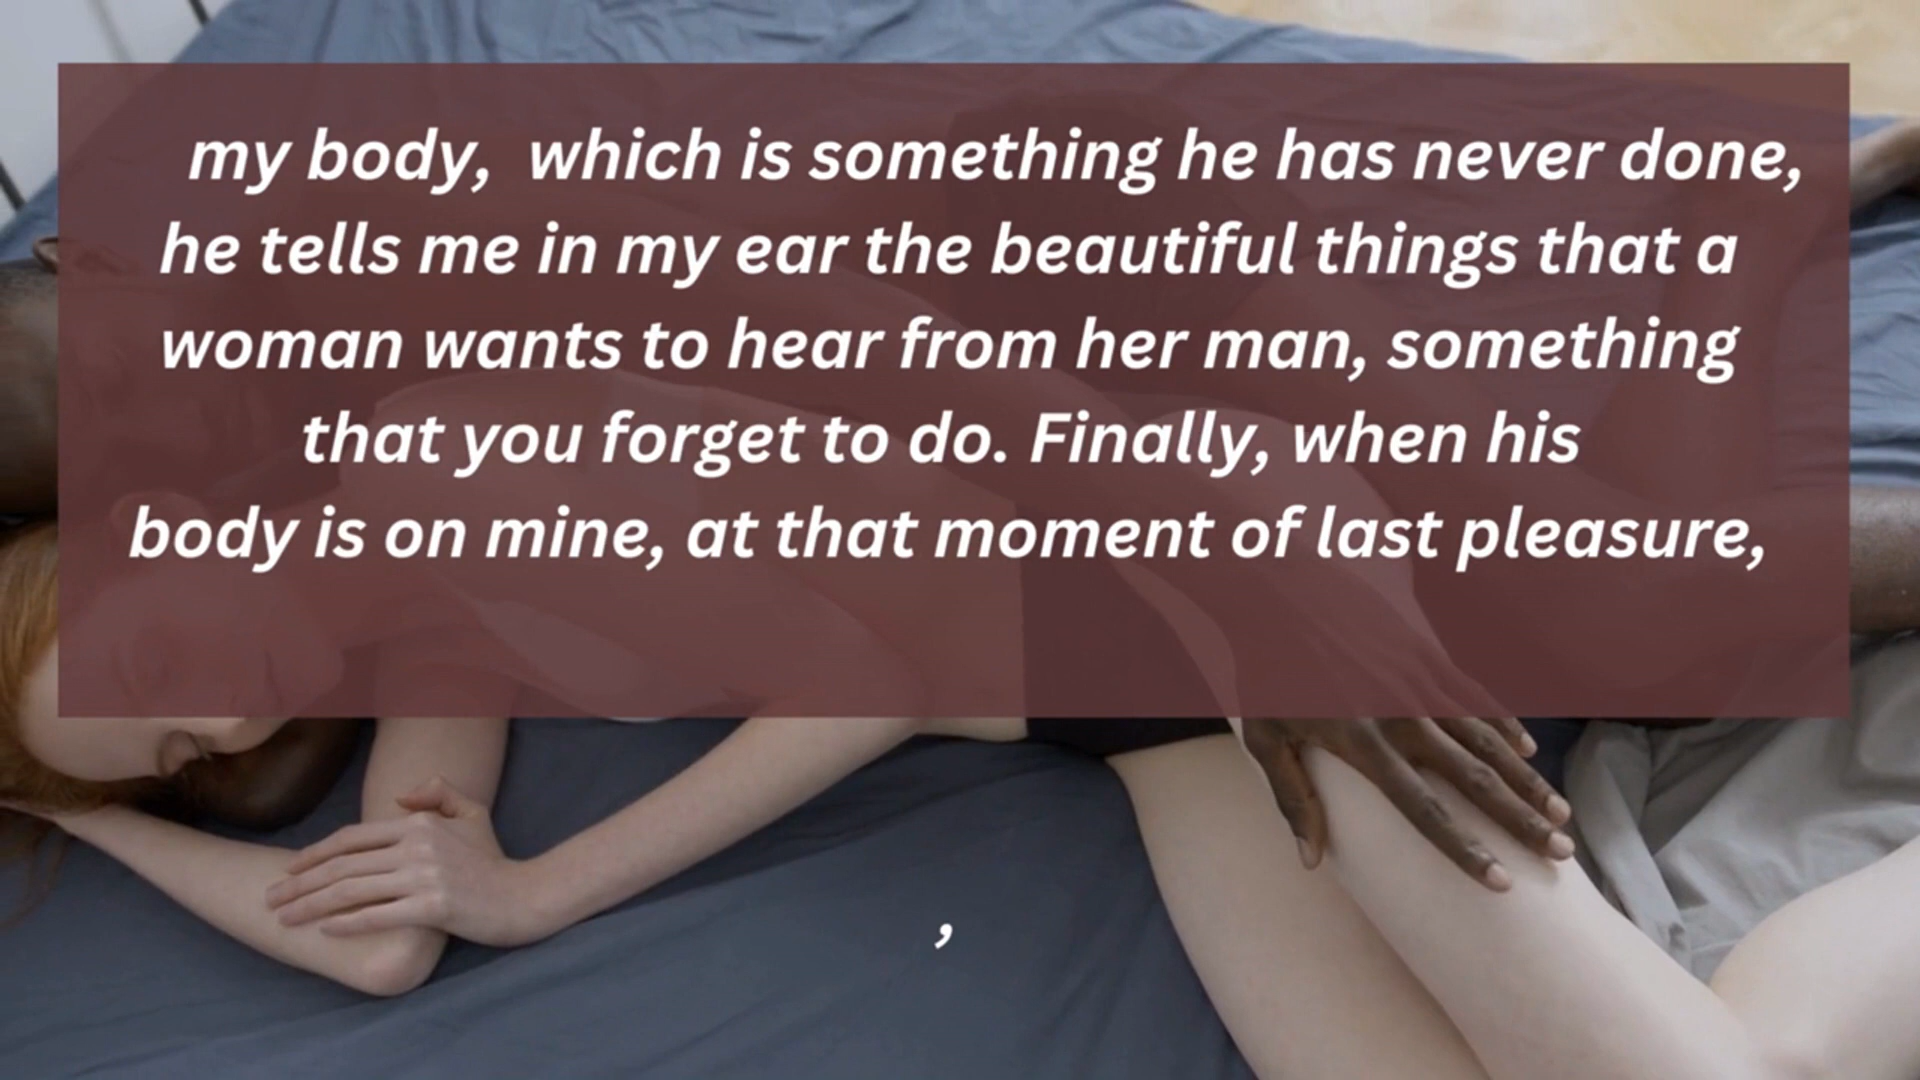 my body,  which is something he has never done,
he tells me in my ear the beautiful things that a
woman wants to hear from her man, something
that you forget to do. Finally, when his
body is on mine, at that moment of last pleasure,
,